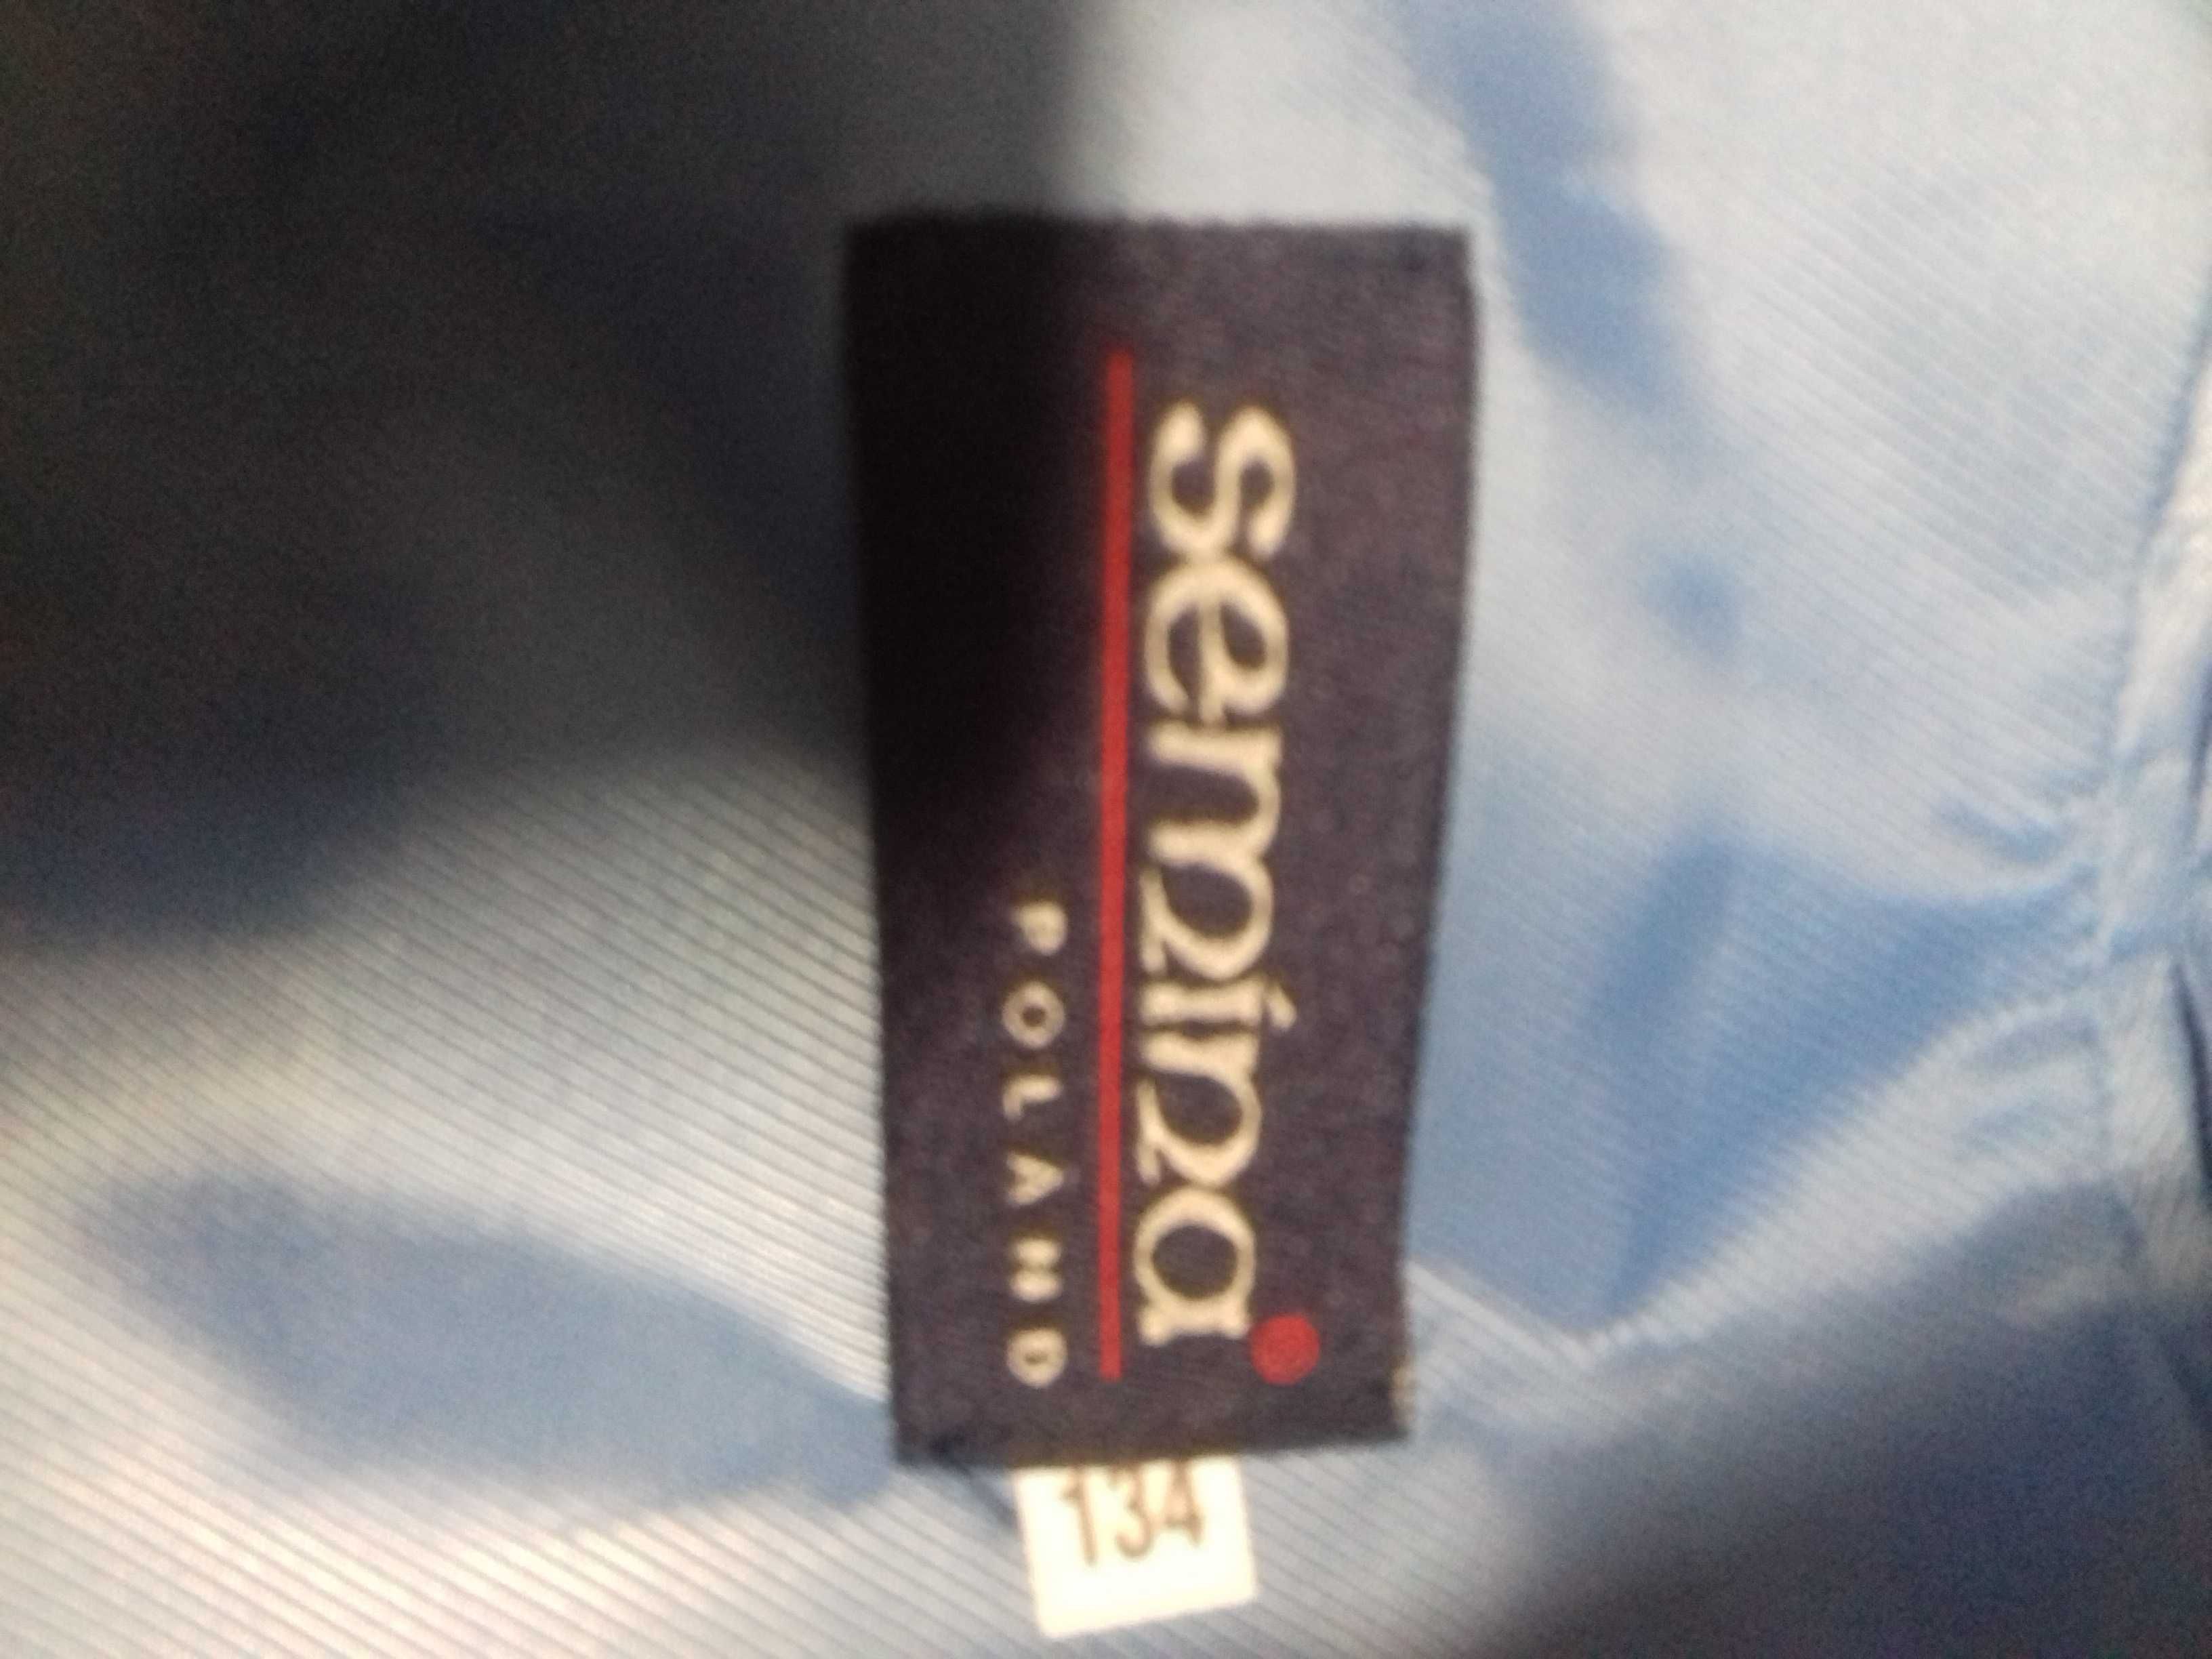 semina
POLAND
134